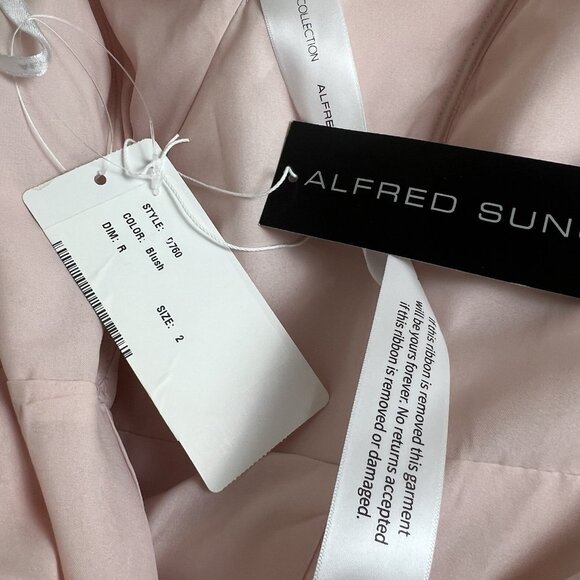 COLLECTION
ALFRED
ALFRED SUN
STYLE: D760
COLOR: Blush
DIM: R
SIZE: 2
If this ribbon is removed this garment
will be yours forever. No returns accepted
if this ribbon is removed
removed or damaged.